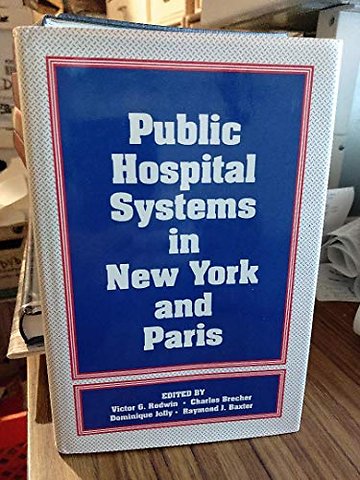 Public
Hospital
Systems
in
New York
and
Paris
EDITED BY
Victor G. Rodwin • Charles Brecher
Dominique Jolly • Raymond J. Baxter